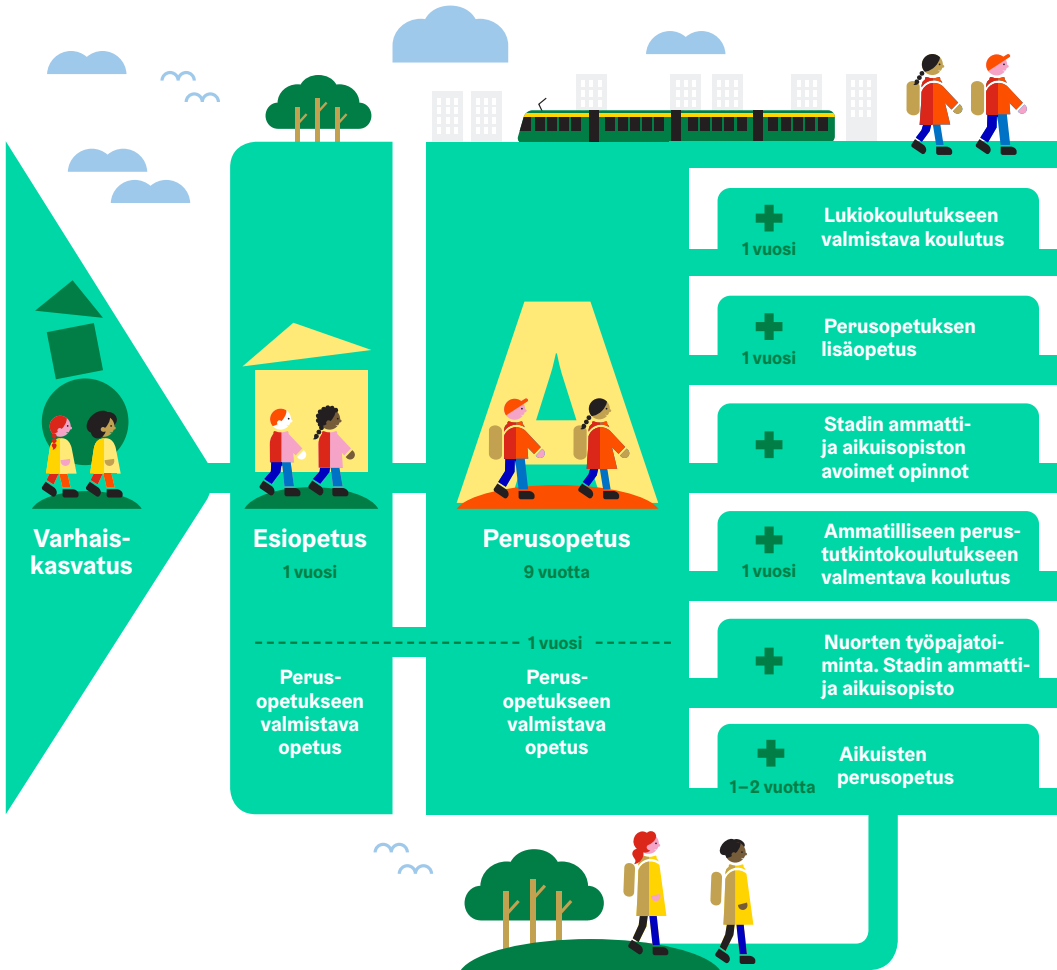 Varhais-
kasvatus
Esiopetus
1 vuosi
Perusopetus
9 vuotta
1 vuosi
Perus-
opetukseen
valmistava
opetus
Perus-
opetukseen
valmistava
opetus
1 vuosi
Lukiokoulutukseen
valmistava koulutus
1 vuosi
Perusopetuksen
lisäopetus
Stadin ammatti-
ja aikuisopiston
avoimet opinnot
1 vuosi
Ammatilliseen perus-
tutkintokoulutukseen
valmentava koulutus
Nuorten työpajatoi-
minta. Stadin ammatti-
ja aikuisopisto
1–2 vuotta
Aikuisten
perusopetus